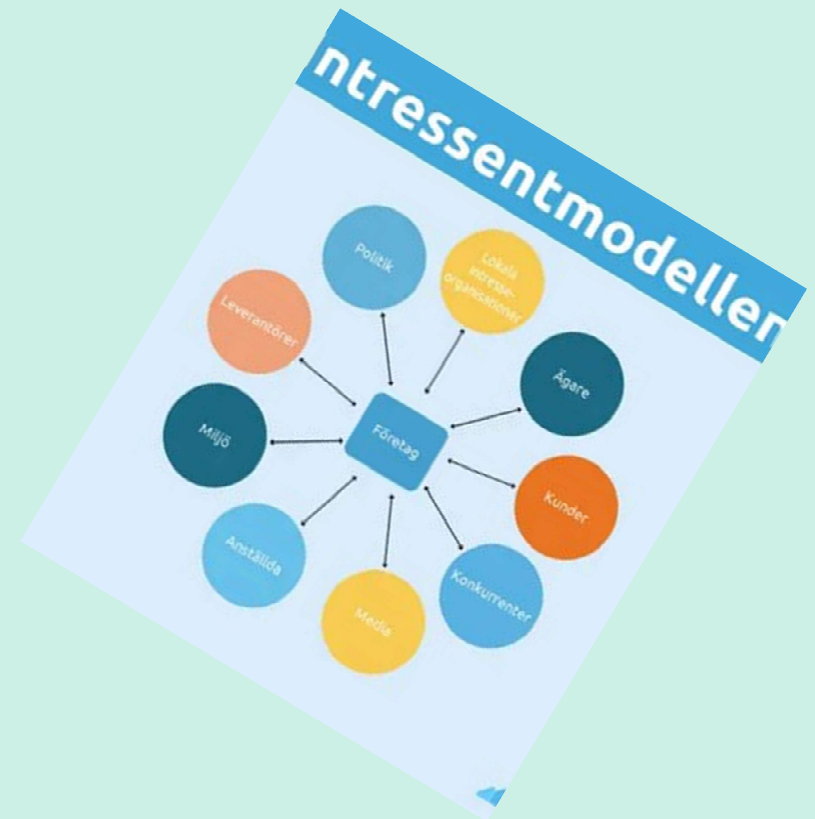 ntressentmodellen
Politik
Lokala
intresse-
organisationer
Leverantörer
Ägare
Miljö
Företag
Kunder
Anställda
Konkurrenter
Media